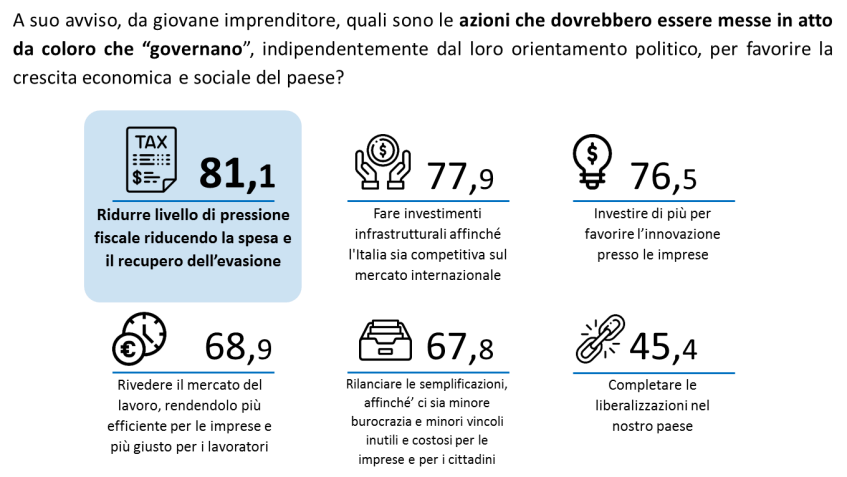 A suo avviso, da giovane imprenditore, quali sono le azioni che dovrebbero essere messe in atto
da coloro che “governano”, indipendentemente dal loro orientamento politico, per favorire la
crescita economica e sociale del paese?
TAX
$
81,1
Ridurre livello di pressione
fiscale riducendo la spesa e
il recupero dell’evasione
$
77,9
Fare investimenti
infrastrutturali affinché
l'Italia sia competitiva sul
mercato internazionale
$
76,5
Investire di più per
favorire l’innovazione
presso le imprese
€
68,9
Rivedere il mercato del
lavoro, rendendolo più
efficiente per le imprese e
più giusto per i lavoratori
67,8
Rilanciare le semplificazioni,
affinché’ ci sia minore
burocrazia e minori vincoli
inutili e costosi per le
imprese e per i cittadini
45,4
Completare le
liberalizzazioni nel
nostro paese